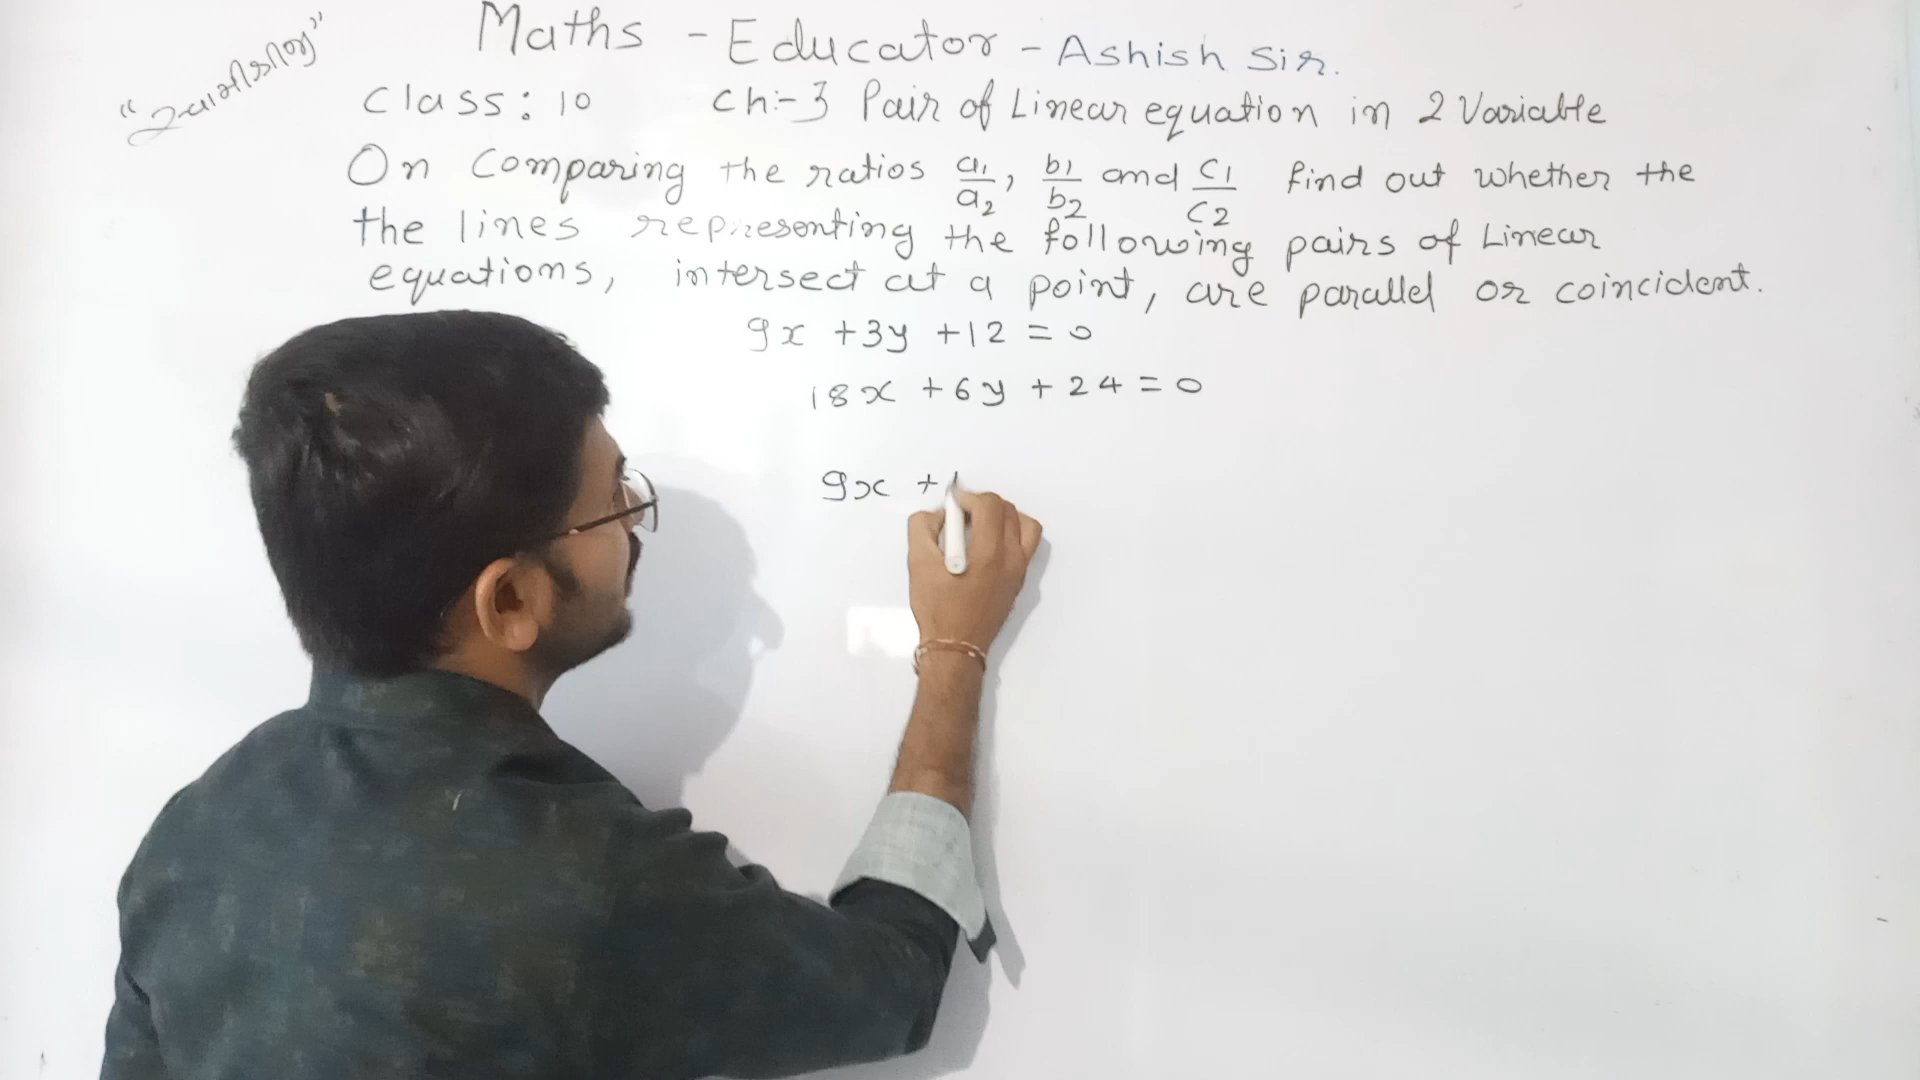 Maths - Educator - Ashish Sir.
Class: 10 Ch:- 3 Pair of Linear equation in 2 Variable
On Comparing the ratios a1/a2, b1/b2 and c1/c2 find out whether the
the lines representing the following pairs of Linear
equations, intersect at a point, are parallel or coincident.
9x + 3y + 12 = 0
18x + 6y + 24 = 0
9x +